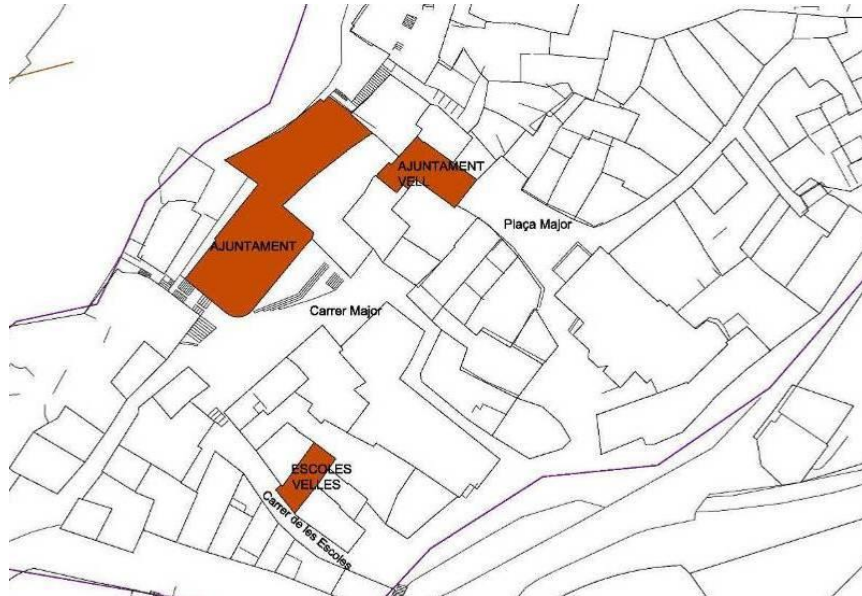 AJUNTAMENT
VELL
Plaça Major
AJUNTAMENT
Carrer Major
ESCOLES
VELLES
Carrer de les Escoles